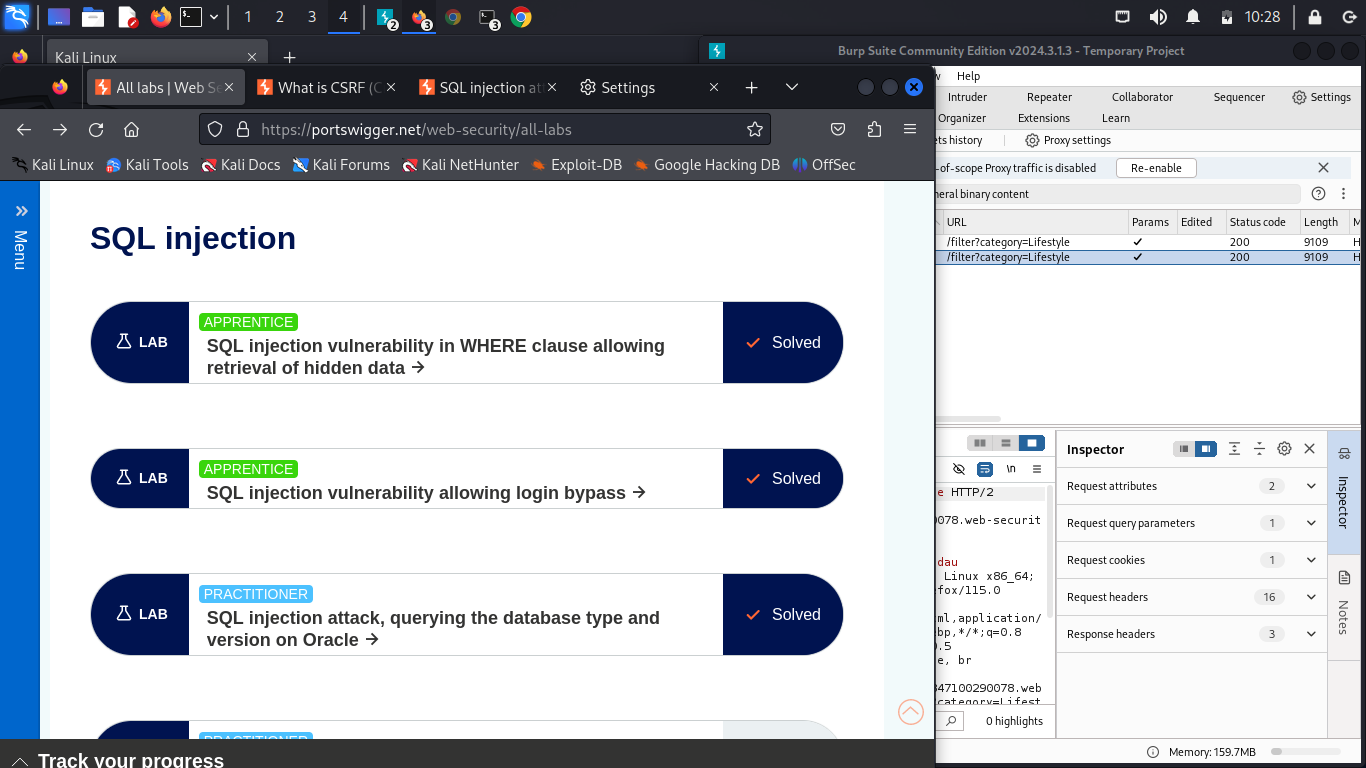 1 2 3 4 2 3 3 10:28
Kali Linux
Burp Suite Community Edition v2024.3.1.3 - Temporary Project
All labs | Web Se
What is CSRF (C
SQL injection att
Settings
https://portswigger.net/web-security/all-labs
Kali Linux Kali Tools Kali Docs Kali Forums Kali NetHunter Exploit-DB Google Hacking DB OffSec
Menu
SQL injection
LAB
APPRENTICE
SQL injection vulnerability in WHERE clause allowing
retrieval of hidden data
Solved
LAB
APPRENTICE
SQL injection vulnerability allowing login bypass
Solved
LAB
PRACTITIONER
SQL injection attack, querying the database type and
version on Oracle
Solved
PRACTITIONER
Track your progress
w Help
Intruder Repeater Collaborator Sequencer Settings
Organizer Extensions Learn
ets history Proxy settings
-of-scope Proxy traffic is disabled Re-enable
neral binary content
URL Params Edited Status code Length M
/filter?category=Lifestyle 200 9109 H
/filter?category=Lifestyle 200 9109 H
\n
e HTTP/2
0078.web-securit
dau
Linux x86_64;
fox/115.0
ml,application/
bp,*/*;q=0.8
0.5
e, br
847100290078.web
?category=Lifest
0 highlights
Inspector
Request attributes 2
Request query parameters 1
Request cookies 1
Request headers 16
Response headers 3
Inspector
Notes
Memory: 159.7MB